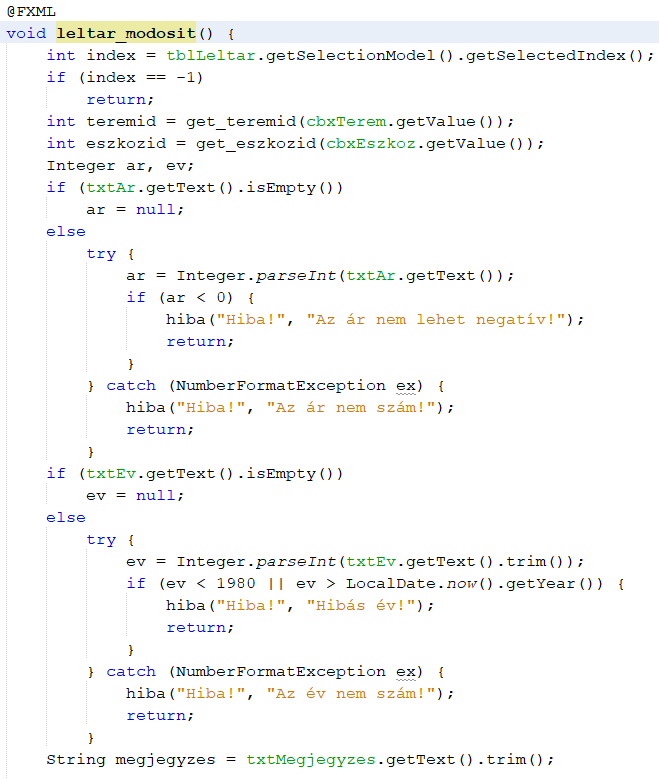 @FXML
void leltar_modosit() {
    int index = tblLeltar.getSelectionModel().getSelectedIndex();
    if (index == -1)
        return;
    int teremid = get_teremid(cbxTerem.getValue());
    int eszkozid = get_eszkozid(cbxEszkoz.getValue());
    Integer ar, ev;
    if (txtAr.getText().isEmpty())
        ar = null;
    else
        try {
            ar = Integer.parseInt(txtAr.getText());
            if (ar < 0) {
                hiba("Hiba!", "Az ár nem lehet negatív!");
                return;
            }
        } catch (NumberFormatException ex) {
            hiba("Hiba!", "Az ár nem szám!");
            return;
        }
    if (txtEv.getText().isEmpty())
        ev = null;
    else
        try {
            ev = Integer.parseInt(txtEv.getText().trim());
            if (ev < 1980 || ev > LocalDate.now().getYear()) {
                hiba("Hiba!", "Hibás év!");
                return;
            }
        } catch (NumberFormatException ex) {
            hiba("Hiba!", "Az év nem szám!");
            return;
        }
    String megjegyzes = txtMegjegyzes.getText().trim();